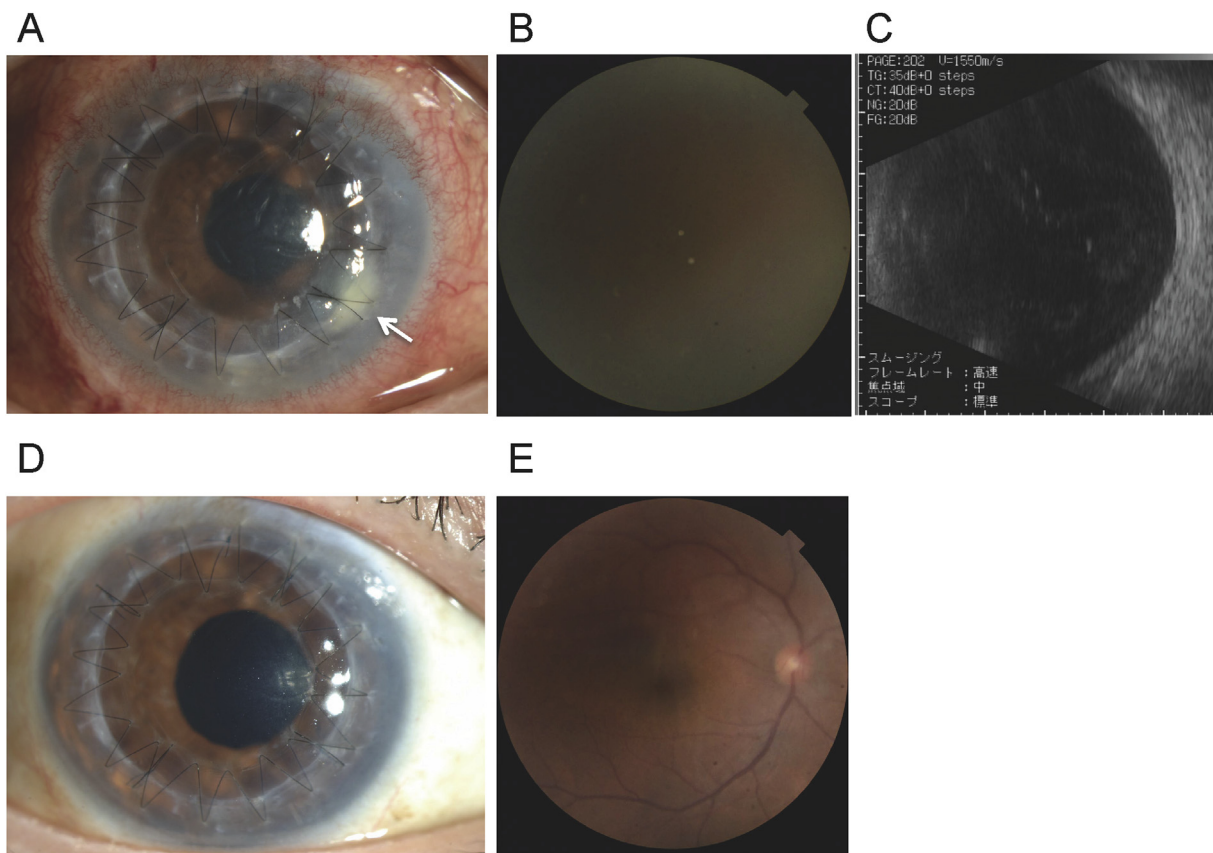 A
B
C
PAGE:202 V=1550m/s
TG:35dB+0 steps
CT:40dB+0 steps
NG:20dB
FG:20dB
スムージング
フレームレート :高速
焦点域 :中
スコープ :標準
D
E